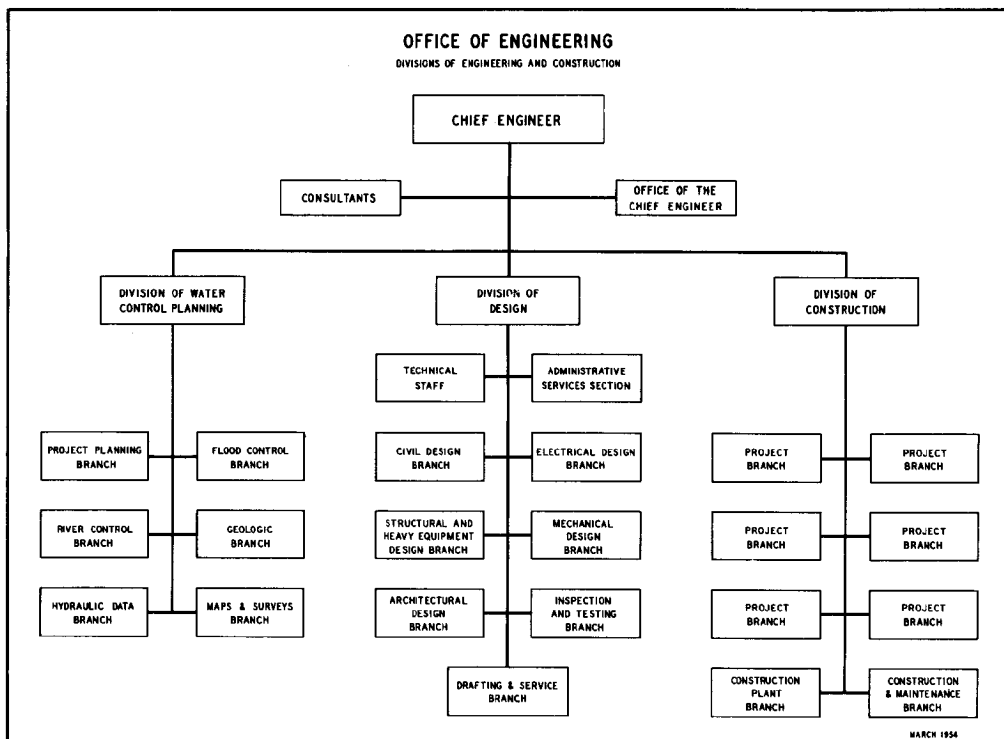 OFFICE OF ENGINEERING
DIVISIONS OF ENGINEERING AND CONSTRUCTION
CHIEF ENGINEER
CONSULTANTS
OFFICE OF THE
CHIEF ENGINEER
DIVISION OF WATER
CONTROL PLANNING
DIVISION OF
DESIGN
DIVISION OF
CONSTRUCTION
TECHNICAL
STAFF
ADMINISTRATIVE
SERVICES SECTION
PROJECT PLANNING
BRANCH
FLOOD CONTROL
BRANCH
CIVIL DESIGN
BRANCH
ELECTRICAL DESIGN
BRANCH
PROJECT
BRANCH
PROJECT
BRANCH
RIVER CONTROL
BRANCH
GEOLOGIC
BRANCH
STRUCTURAL AND
HEAVY EQUIPMENT
DESIGN BRANCH
MECHANICAL
DESIGN
BRANCH
PROJECT
BRANCH
PROJECT
BRANCH
HYDRAULIC DATA
BRANCH
MAPS & SURVEYS
BRANCH
ARCHITECTURAL
DESIGN
BRANCH
INSPECTION
AND TESTING
BRANCH
PROJECT
BRANCH
PROJECT
BRANCH
DRAFTING & SERVICE
BRANCH
CONSTRUCTION
PLANT
BRANCH
CONSTRUCTION
& MAINTENANCE
BRANCH
MARCH 1954